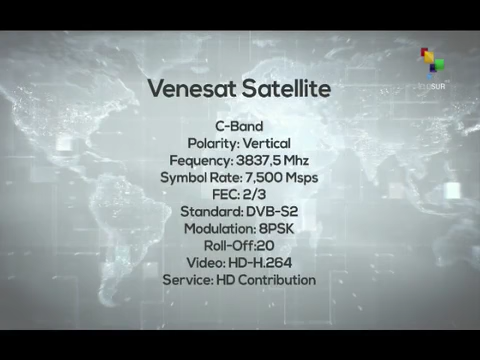 Venesat Satellite
C-Band
Polarity: Vertical
Fequency: 3837,5 Mhz
Symbol Rate: 7,500 Msps
FEC: 2/3
Standard: DVB-S2
Modulation: 8PSK
Roll-Off:20
Video: HD-H.264
Service: HD Contribution